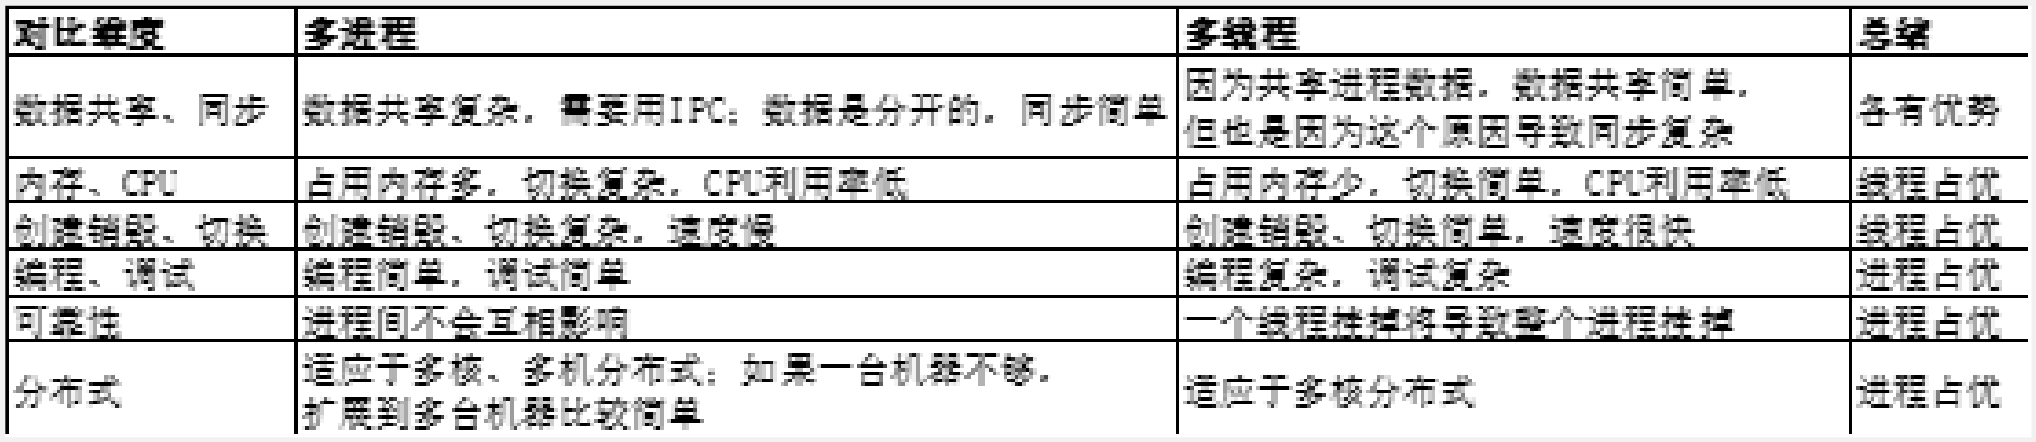 对比维度 多进程 多线程 总结
数据共享、同步 数据共享复杂，需要用IPC；数据是分开的，同步简单 因为共享进程数据，数据共享简单，
但也是因为这个原因导致同步复杂 各有优势
内存、CPU 占用内存多，切换复杂，CPU利用率低 占用内存少，切换简单，CPU利用率低 线程占优
创建销毁、切换 创建销毁、切换复杂，速度慢 创建销毁、切换简单，速度很快 线程占优
编程、调试 编程简单，调试简单 编程复杂，调试复杂 进程占优
可靠性 进程间不会互相影响 一个线程挂掉将导致整个进程挂掉 进程占优
分布式 适应于多核、多机分布式；如果一台机器不够，
扩展到多台机器比较简单 适应于多核分布式 进程占优